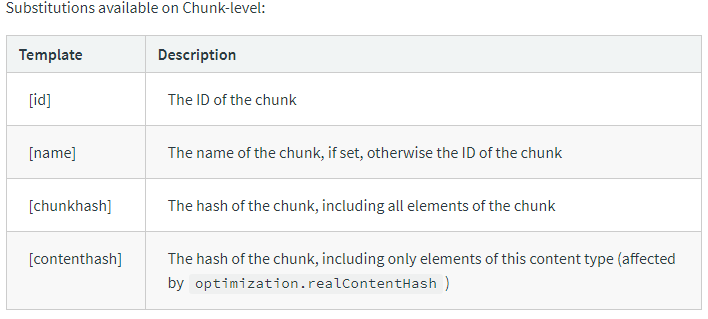 Substitutions available on Chunk-level:
Template Description
[id] The ID of the chunk
[name] The name of the chunk, if set, otherwise the ID of the chunk
[chunkhash] The hash of the chunk, including all elements of the chunk
[contenthash] The hash of the chunk, including only elements of this content type (affected
by optimization.realContentHash )